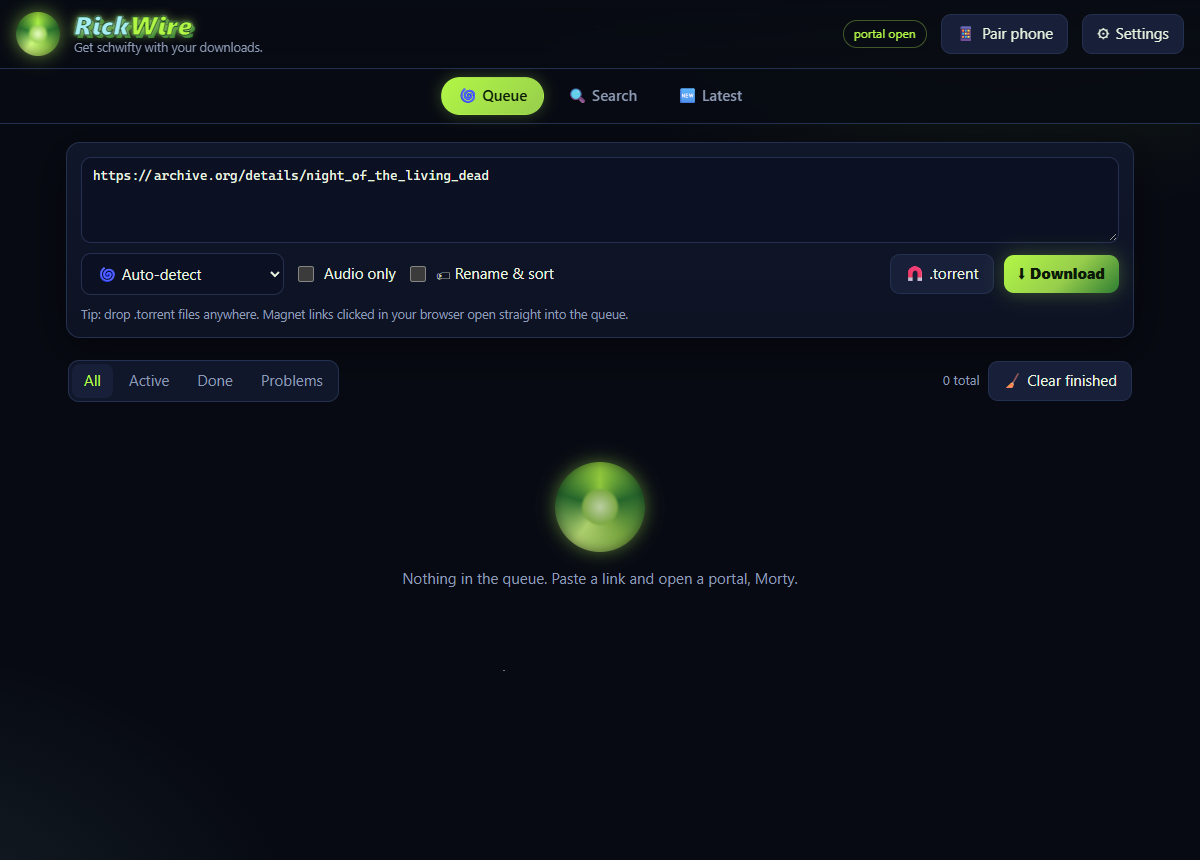 RickWire
Get schwifty with your downloads.
portal open
Pair phone
Settings
Queue
Search
NEW Latest
https://archive.org/details/night_of_the_living_dead
Auto-detect
Audio only
Rename & sort
.torrent
Download
Tip: drop .torrent files anywhere. Magnet links clicked in your browser open straight into the queue.
All
Active
Done
Problems
0 total
Clear finished
Nothing in the queue. Paste a link and open a portal, Morty.